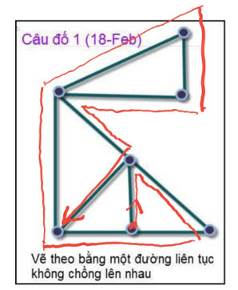 Câu đố 1 (18-Feb)
Vẽ theo bằng một đường liên tục
không chồng lên nhau